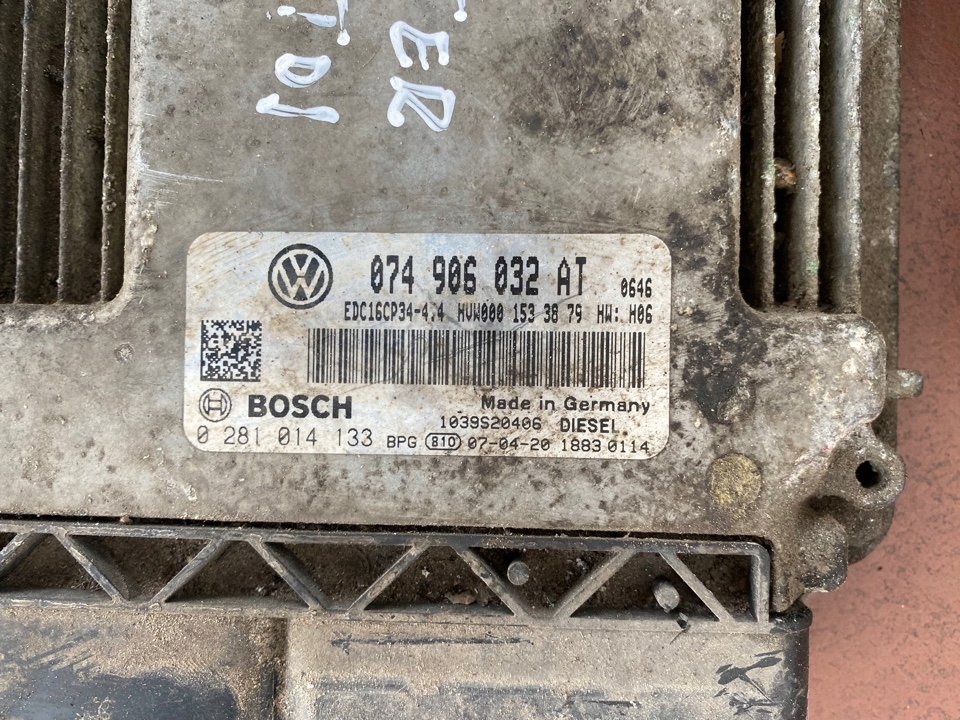 074 906 032 AT 0646
EDC16CP34-4.4 MVW000 153 38 79 HW: H06
BOSCH
Made in Germany
1039S20406 DIESEL
0 281 014 133 BPG 810 07-04-20 1883 0114